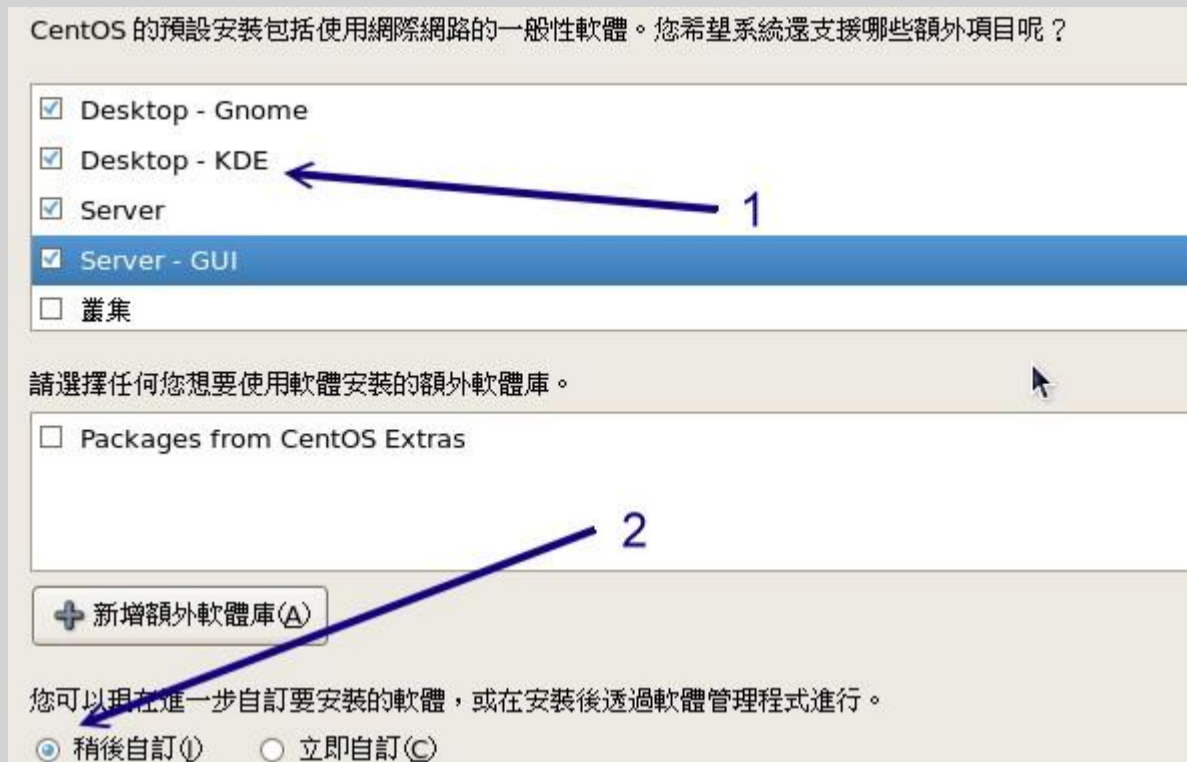 CentOS 的預設安裝包括使用網際網路的一般性軟體。您希望系統還支援哪些額外項目呢？
Desktop - Gnome
Desktop - KDE
1
Server
Server - GUI
叢集
請選擇任何您想要使用軟體安裝的額外軟體庫。
Packages from CentOS Extras
2
新增額外軟體庫(A)
您可以現在進一步自訂要安裝的軟體，或在安裝後透過軟體管理程式進行。
稍後自訂(l) 立即自訂(C)